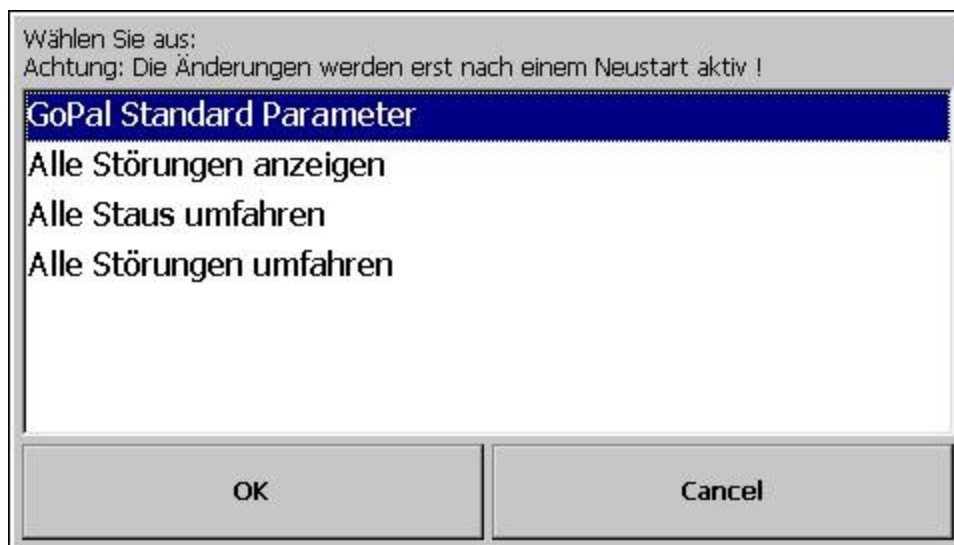 Wählen Sie aus:
Achtung: Die Änderungen werden erst nach einem Neustart aktiv !
GoPal Standard Parameter
Alle Störungen anzeigen
Alle Staus umfahren
Alle Störungen umfahren
OK
Cancel